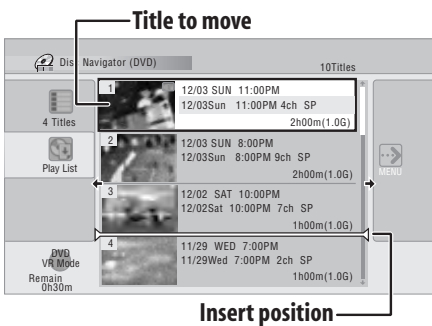 Title to move
Disc Navigator (DVD)
10Titles
4 Titles
Play List
DVD
VR Mode
Remain
0h30m
1
12/03 SUN 11:00PM
12/03Sun 11:00PM 4ch SP
2h00m(1.0G)
2
12/03 SUN 8:00PM
12/03Sun 8:00PM 9ch SP
2h00m(1.0G)
3
12/02 SAT 10:00PM
12/02Sat 10:00PM 7ch SP
1h00m(1.0G)
4
11/29 WED 7:00PM
11/29Wed 7:00PM 2ch SP
1h00m(1.0G)
MENU
Insert position